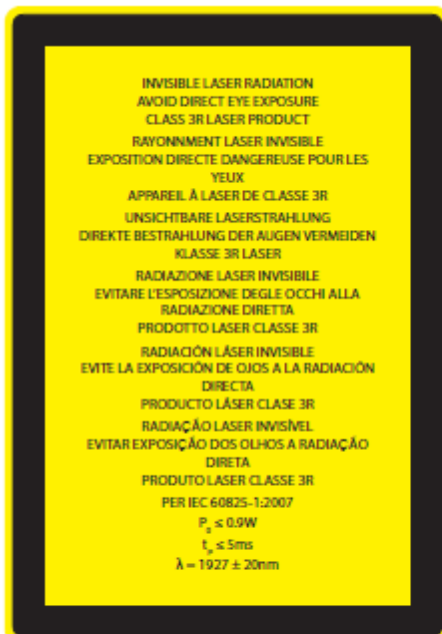 INVISIBLE LASER RADIATION
AVOID DIRECT EYE EXPOSURE
CLASS 3R LASER PRODUCT
RAYONNMENT LASER INVISIBLE
EXPOSITION DIRECTE DANGEREUSE POUR LES
YEUX
APPAREIL À LASER DE CLASSE 3R
UNSICHTBARE LASERSTRAHLUNG
DIREKTE BESTRAHLUNG DER AUGEN VERMEIDEN
KLASSE 3R LASER
RADIAZIONE LASER INVISIBILE
EVITARE L'ESPOSIZIONE DEGLE OCCHI ALLA
RADIAZIONE DIRETTA
PRODOTTO LASER CLASSE 3R
RADIACIÓN LÁSER INVISIBLE
EVITE LA EXPOSICIÓN DE OJOS A LA RADIACIÓN
DIRECTA
PRODUCTO LÁSER CLASE 3R
RADIAÇÃO LASER INVISÍVEL
EVITAR EXPOSIÇÃO DOS OLHOS A RADIAÇÃO
DIRETA
PRODUTO LASER CLASSE 3R
PER IEC 60825-1:2007
≤ 0.9W
≤ 5ms
λ = 1927 ± 20nm